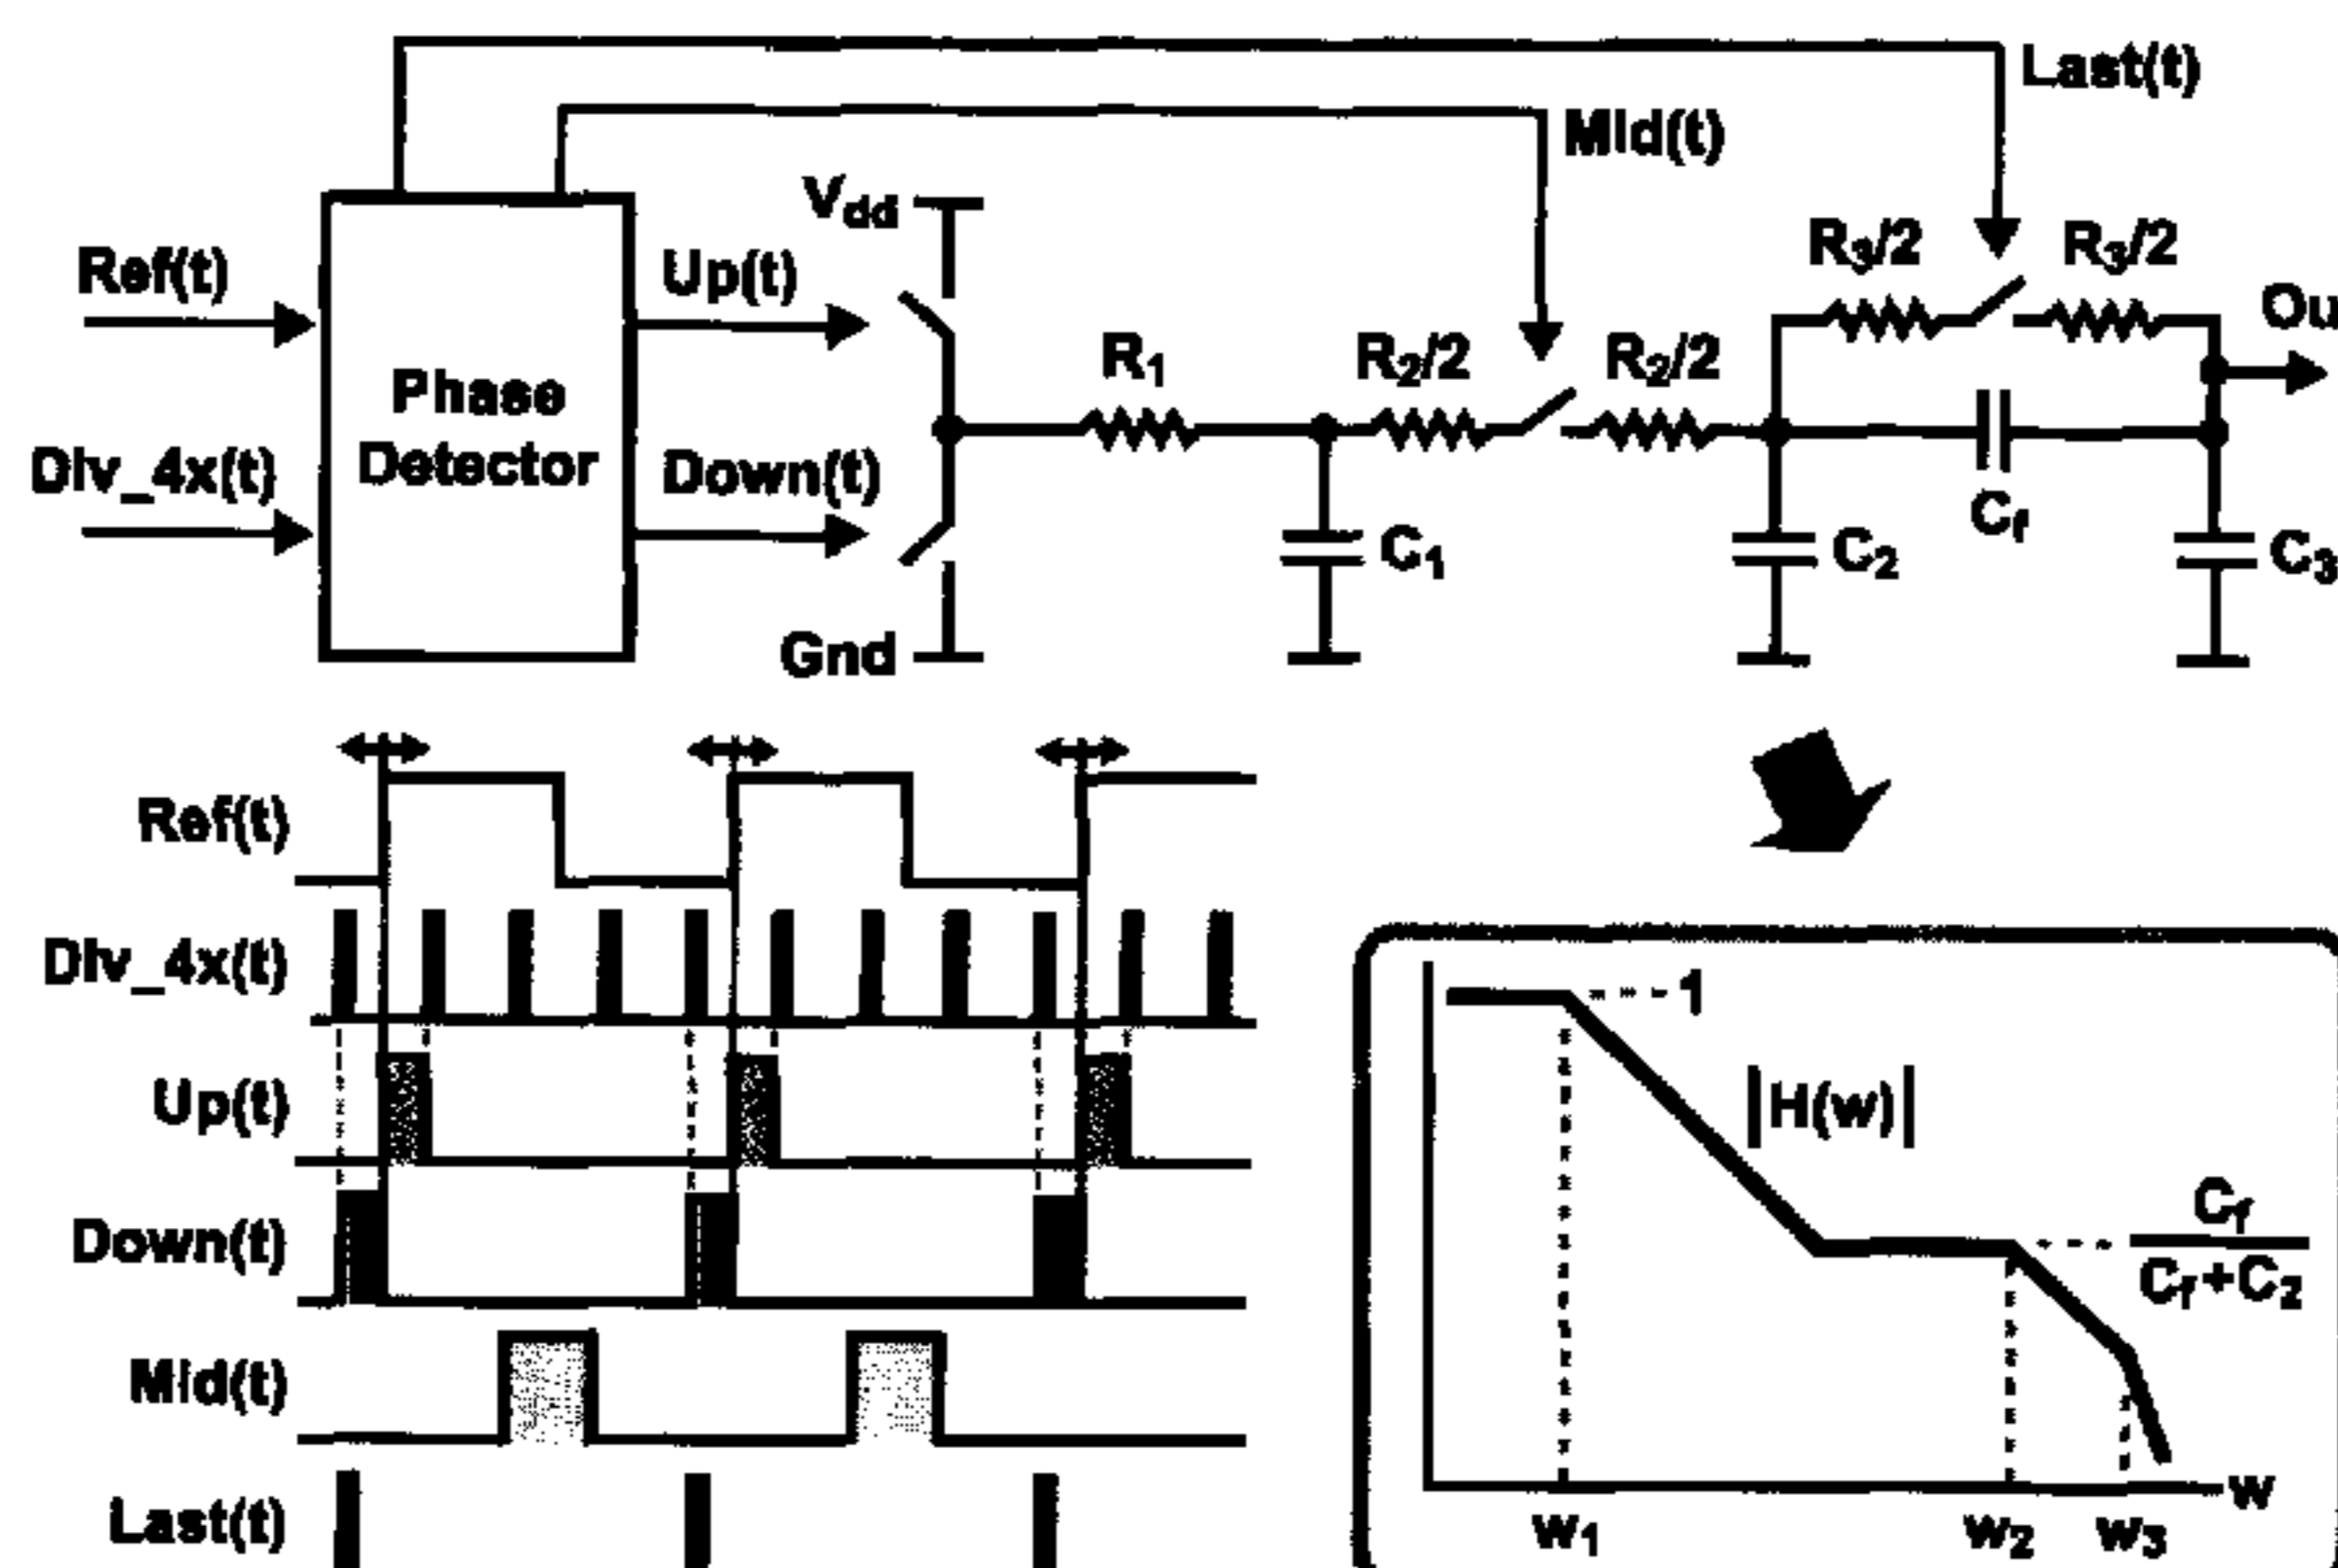 Last(t)
Mid(t)
Vdd
Ref(t)
Up(t)
R3/2
R3/2
Ou
Phase
Detector
R1
R2/2
R2/2
Div_4x(t)
Down(t)
Cf
C1
C2
C3
Gnd
Ref(t)
Div_4x(t)
1
Up(t)
|H(w)|
Cf
Cf+C2
Down(t)
Mid(t)
Last(t)
w
w1
w2
w3